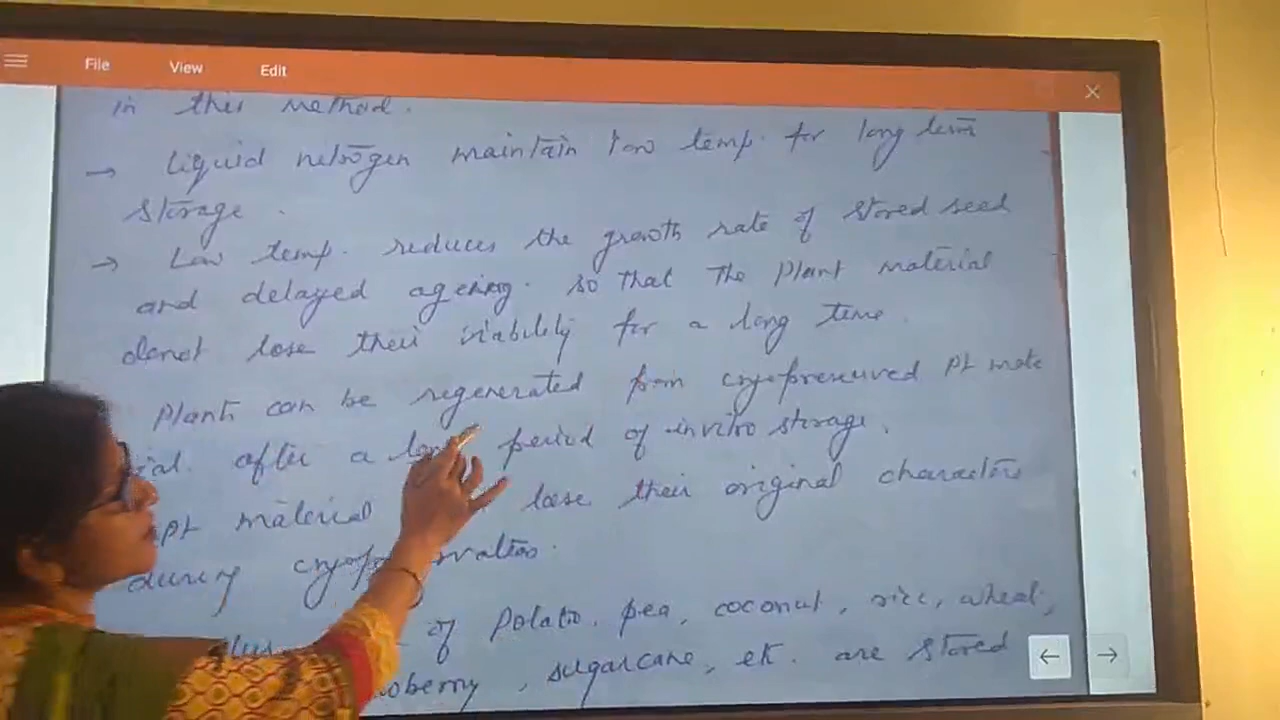 File View Edit
in this method.
→ Liquid nitrogen maintain low temp. for long term
storage.
→ Low temp. reduces the growth rate of stored seed
and delayed ageing. so that the plant material
donot lose their viability for a long time.
Plants can be regenerated from cryopreserved Pt mate
rial after a long period of invitro storage.
Pt material lose their original characters
during cryopreservation.
of Potato, pea, coconut, rice, wheat,
sugarcane, etc. are stored